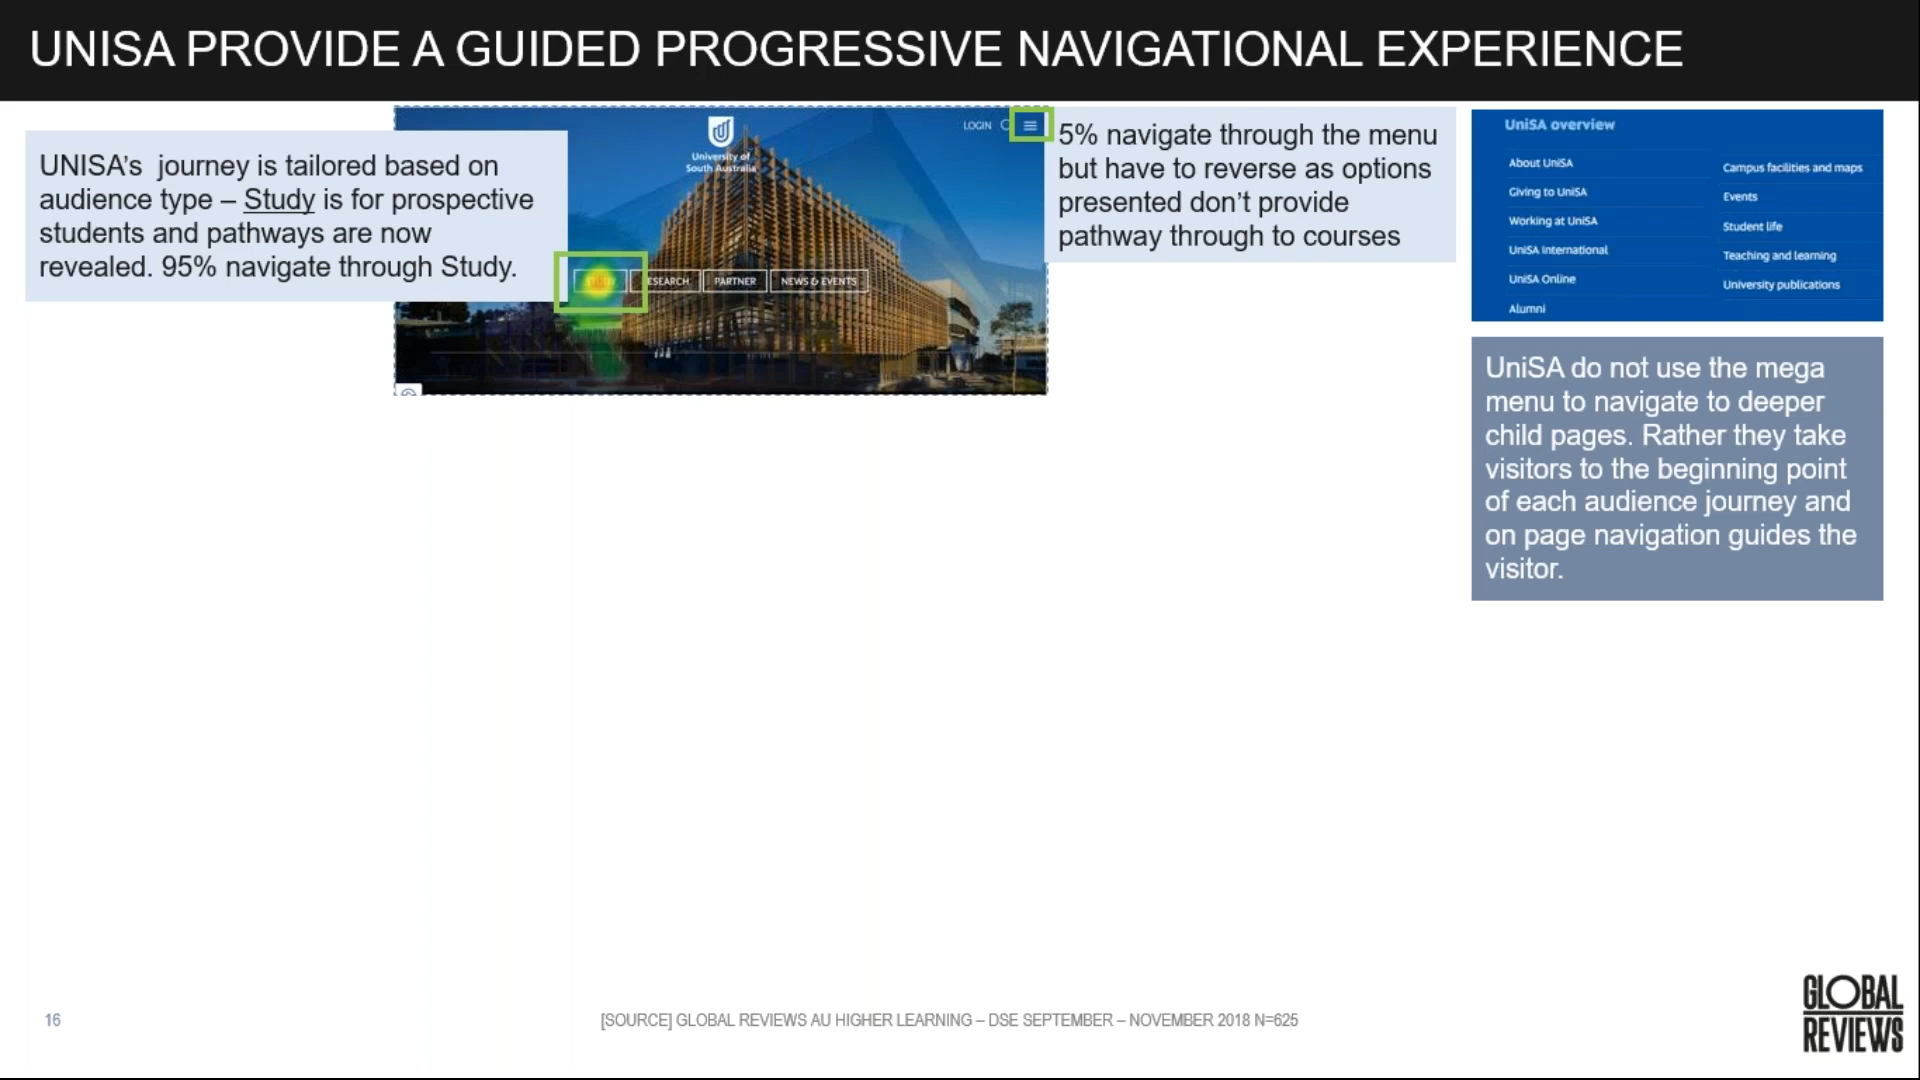 UNISA PROVIDE A GUIDED PROGRESSIVE NAVIGATIONAL EXPERIENCE
UNISA’s  journey is tailored based on
audience type – Study is for prospective
students and pathways are now
revealed. 95% navigate through Study.
LOGIN
University of
South Australia
ESEARCH
PARTNER
NEWS & EVENTS
5% navigate through the menu
but have to reverse as options
presented don’t provide
pathway through to courses
UniSA overview
About UniSA
Giving to UniSA
Working at UniSA
UniSA International
UniSA Online
Alumni
Campus facilities and maps
Events
Student life
Teaching and learning
University publications
UniSA do not use the mega
menu to navigate to deeper
child pages. Rather they take
visitors to the beginning point
of each audience journey and
on page navigation guides the
visitor.
16
[SOURCE] GLOBAL REVIEWS AU HIGHER LEARNING – DSE SEPTEMBER – NOVEMBER 2018 N=625
GLOBAL
REVIEWS